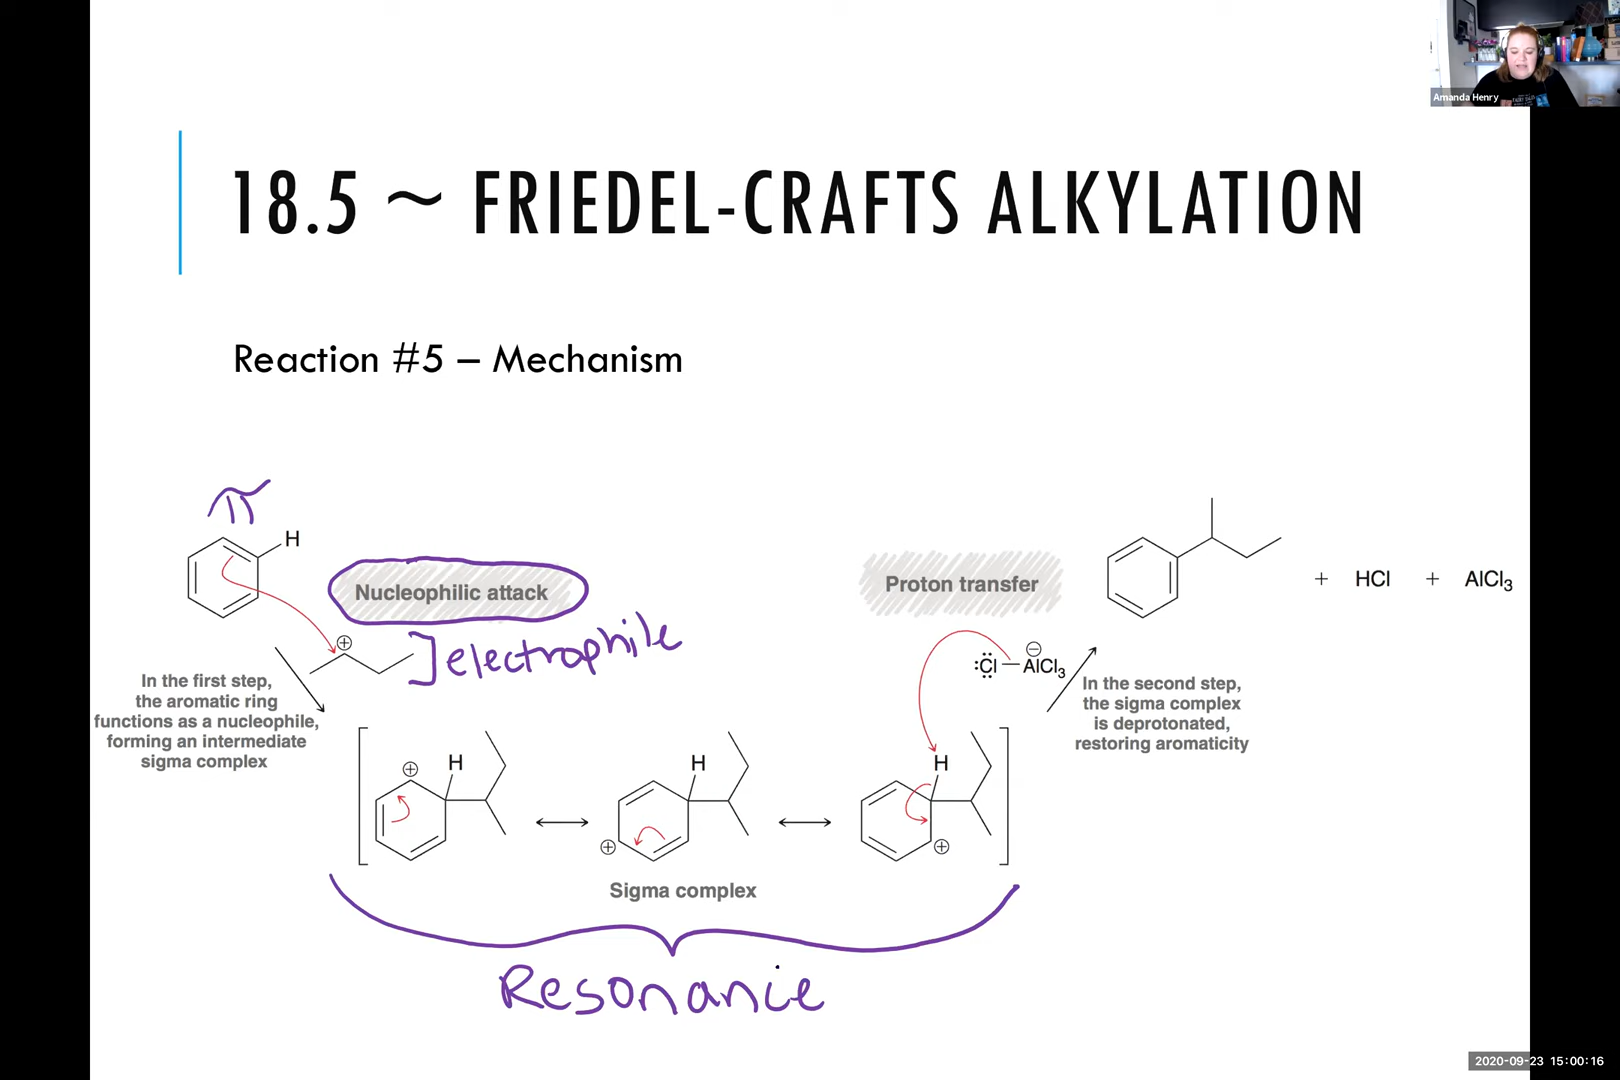 Amanda Henry
18.5 ~ FRIEDEL-CRAFTS ALKYLATION
Reaction #5 – Mechanism
π
H
Nucleophilic attack
⊕
] electrophile
In the first step,
the aromatic ring
functions as a nucleophile,
forming an intermediate
sigma complex
Proton transfer
+ HCl + AlCl₃
⊖
:C̈l—AlCl₃
In the second step,
the sigma complex
is deprotonated,
restoring aromaticity
⊕ H
H
⊕
H
⊕
Sigma complex
Resonance
2020-09-23 15:00:16